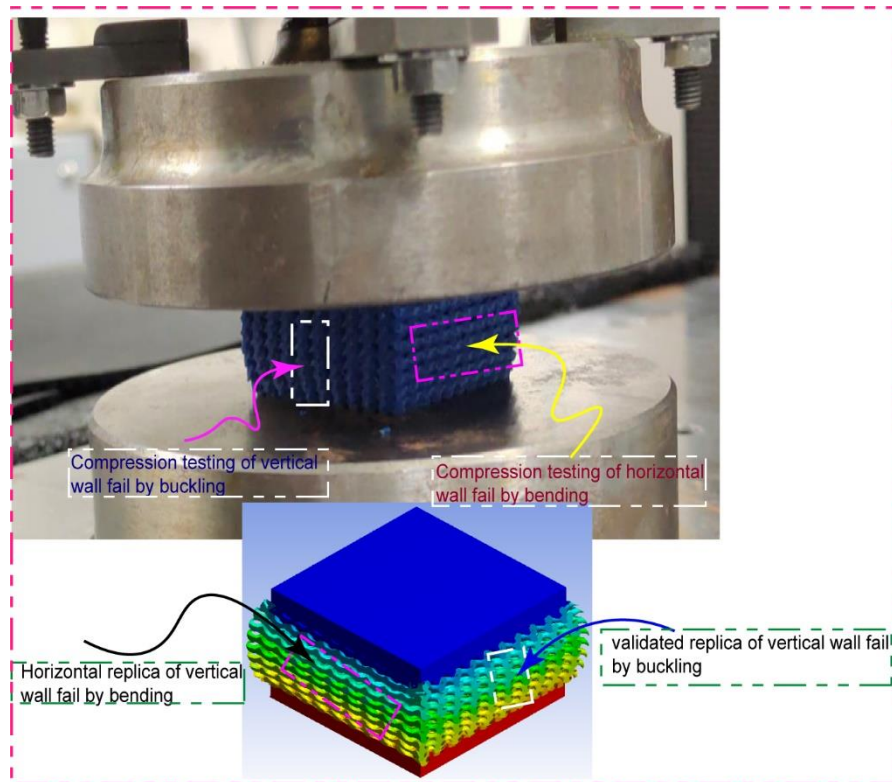 Compression testing of vertical
wall fail by buckling
Compression testing of horizontal
wall fail by bending
Horizontal replica of vertical
wall fail by bending
validated replica of vertical wall fail
by buckling